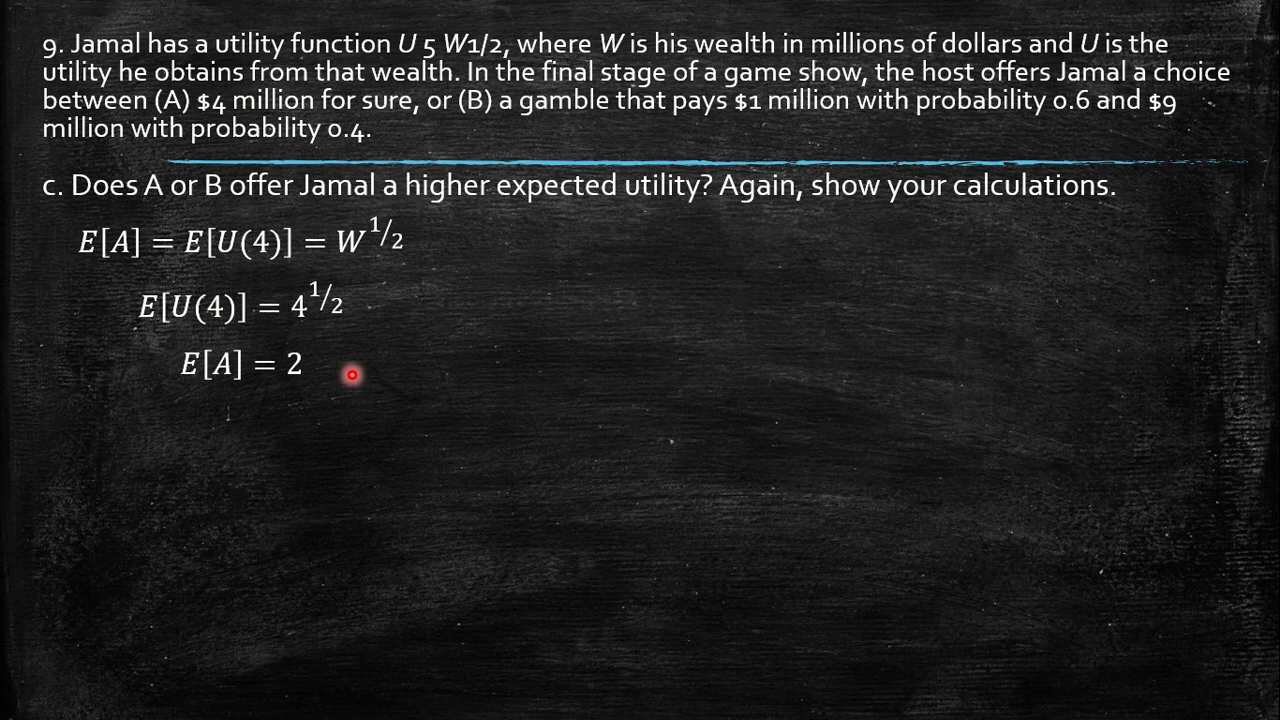 9. Jamal has a utility function U 5 W1/2, where W is his wealth in millions of dollars and U is the
utility he obtains from that wealth. In the final stage of a game show, the host offers Jamal a choice
between (A) $4 million for sure, or (B) a gamble that pays $1 million with probability 0.6 and $9
million with probability 0.4.
c. Does A or B offer Jamal a higher expected utility? Again, show your calculations.
E[A] = E[U(4)] = W^1/2
E[U(4)] = 4^1/2
E[A] = 2